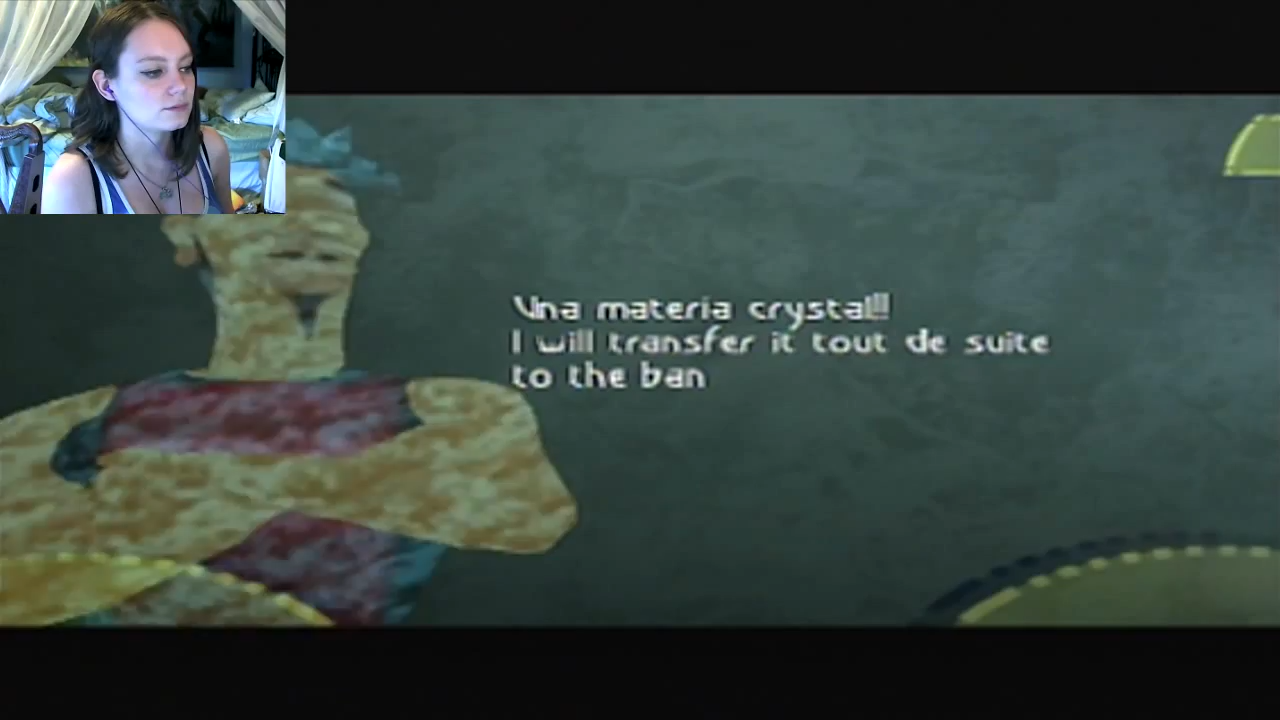 Una materia crystal!!
I will transfer it tout de suite
to the ban